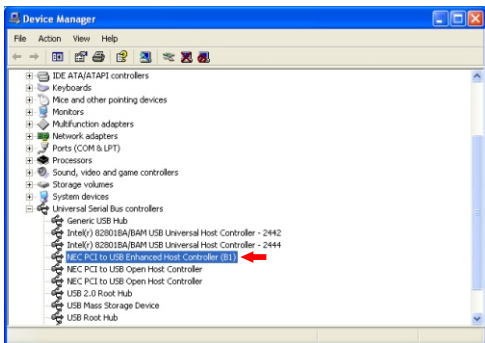 Device Manager
File Action View Help
IDE ATA/ATAPI controllers
Keyboards
Mice and other pointing devices
Monitors
Multifunction adapters
Network adapters
Ports (COM & LPT)
Processors
Sound, video and game controllers
Storage volumes
System devices
Universal Serial Bus controllers
Generic USB Hub
Intel(r) 82801BA/BAM USB Universal Host Controller - 2442
Intel(r) 82801BA/BAM USB Universal Host Controller - 2444
NEC PCI to USB Enhanced Host Controller (B1)
NEC PCI to USB Open Host Controller
NEC PCI to USB Open Host Controller
USB 2.0 Root Hub
USB Mass Storage Device
USB Root Hub